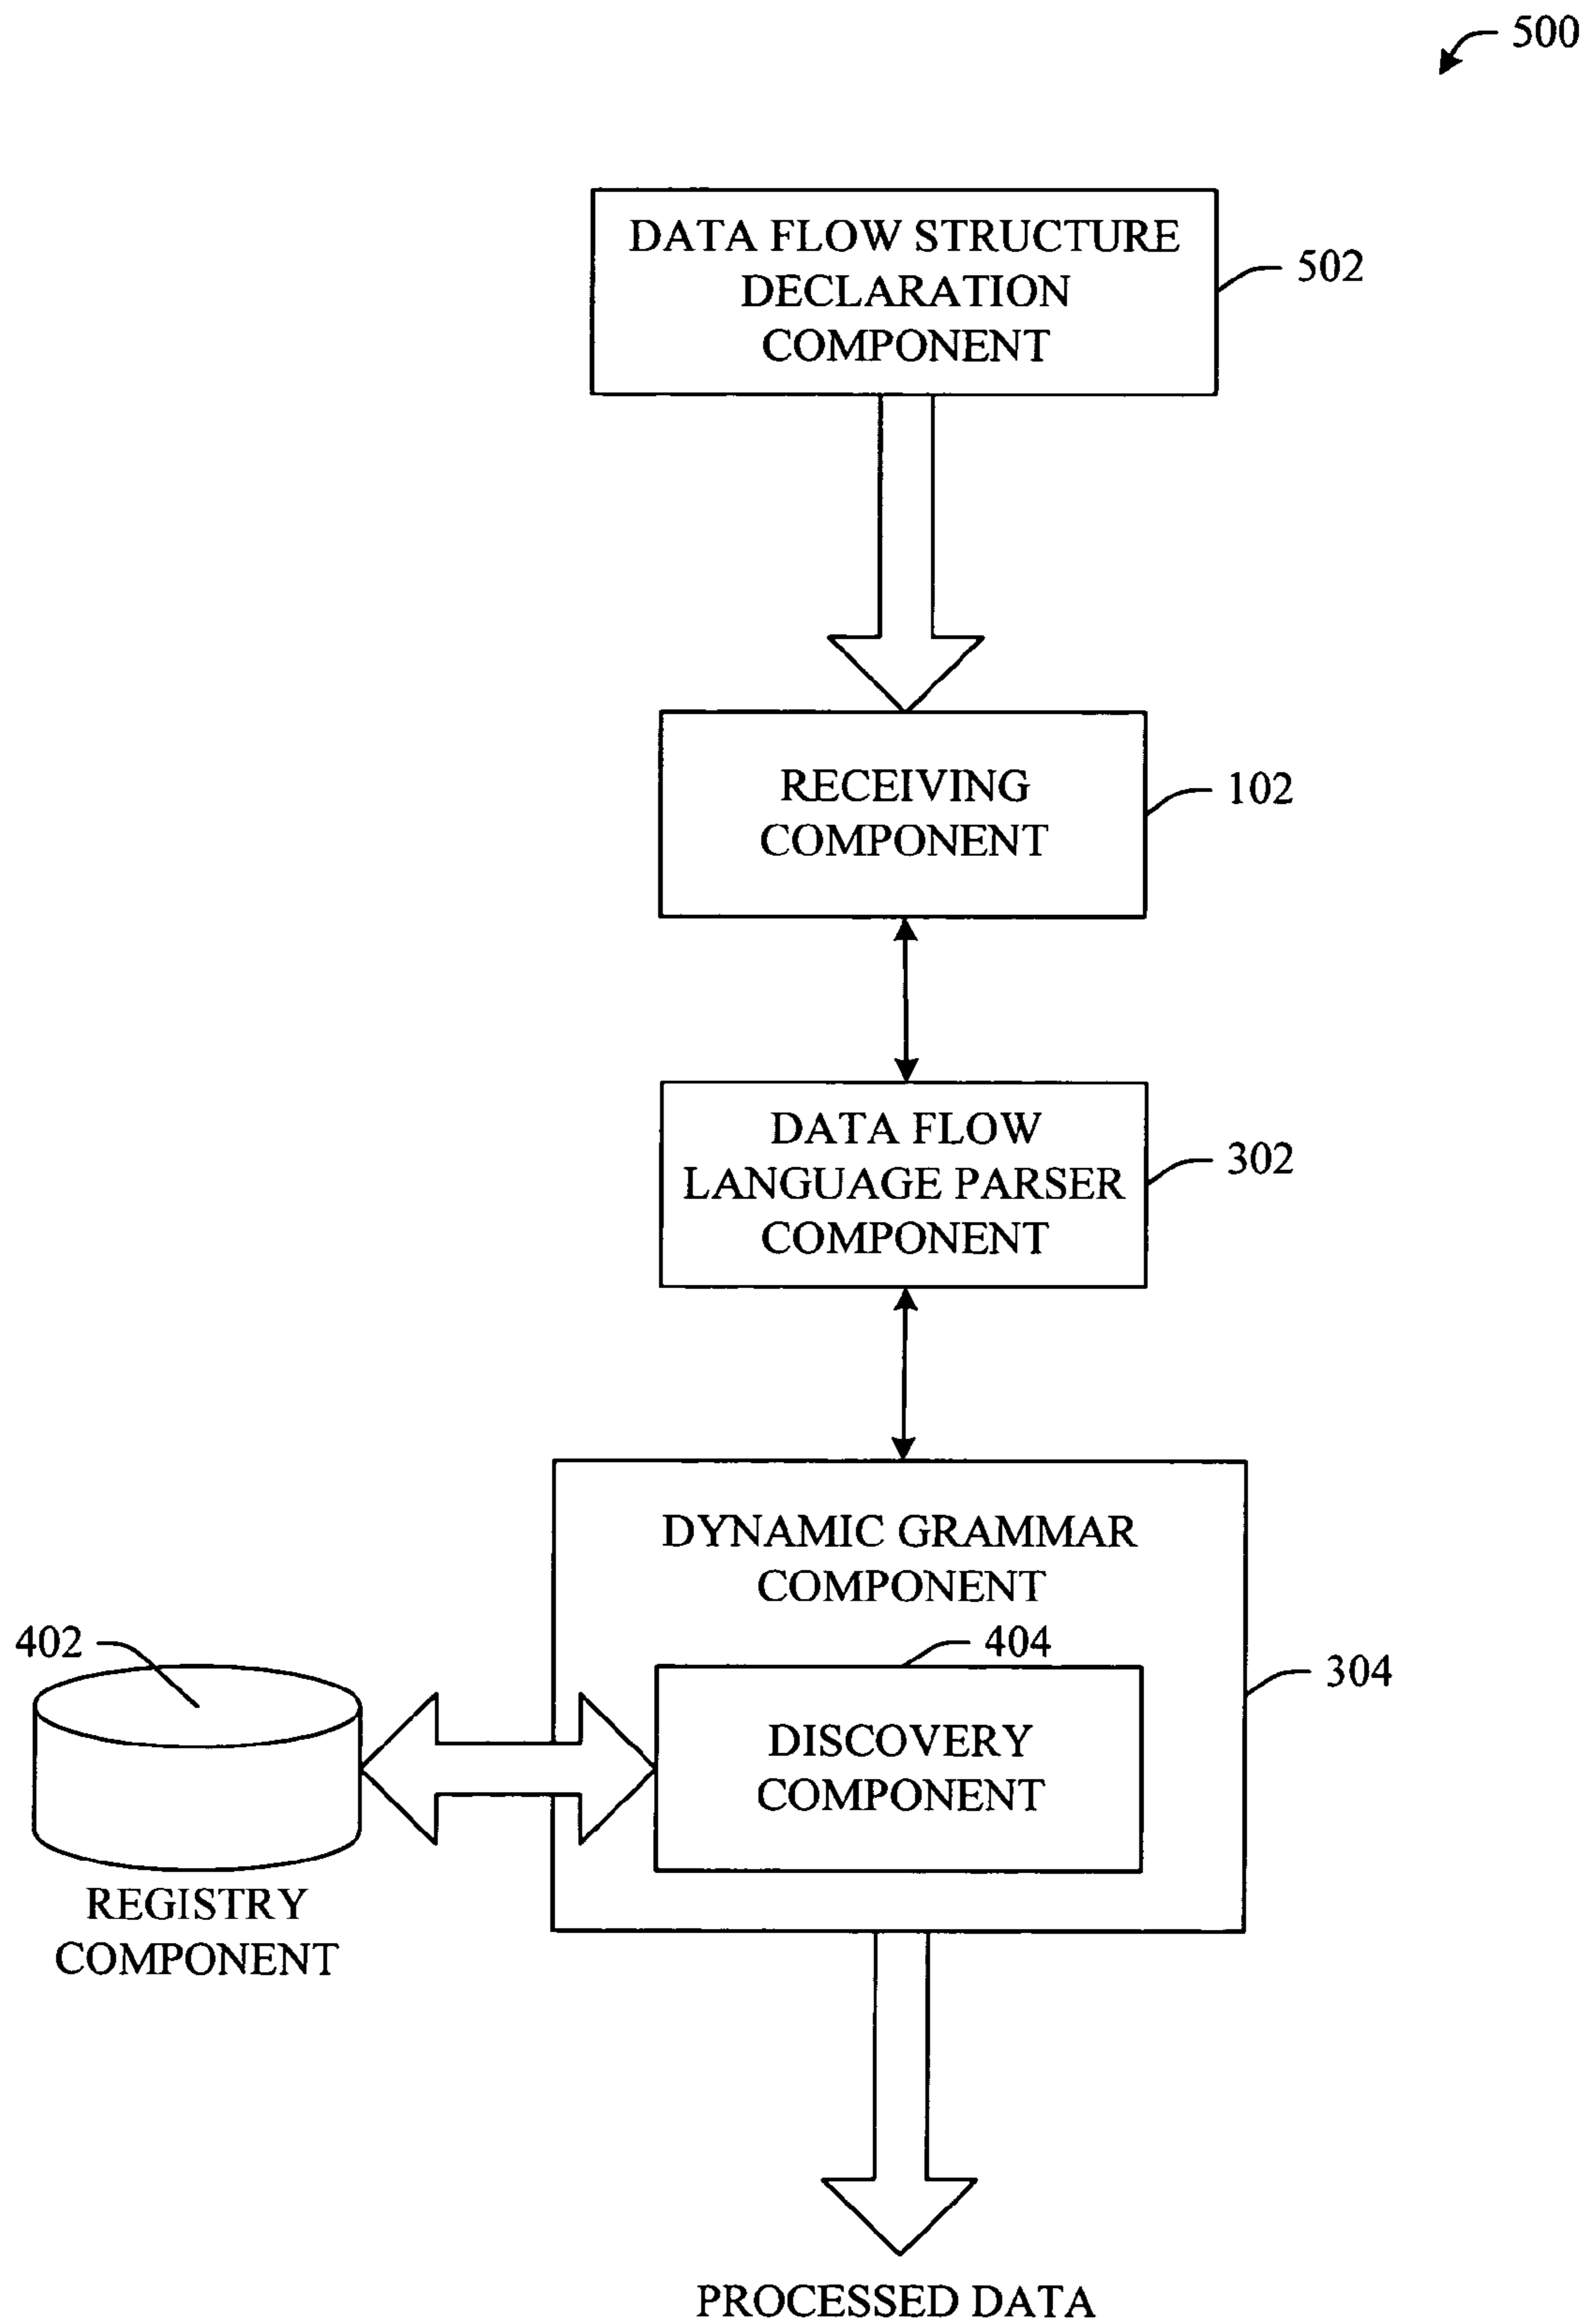 500
DATA FLOW STRUCTURE
DECLARATION
COMPONENT
502
RECEIVING
COMPONENT
102
DATA FLOW
LANGUAGE PARSER
COMPONENT
302
DYNAMIC GRAMMAR
COMPONENT
402
404
304
DISCOVERY
COMPONENT
REGISTRY
COMPONENT
PROCESSED DATA